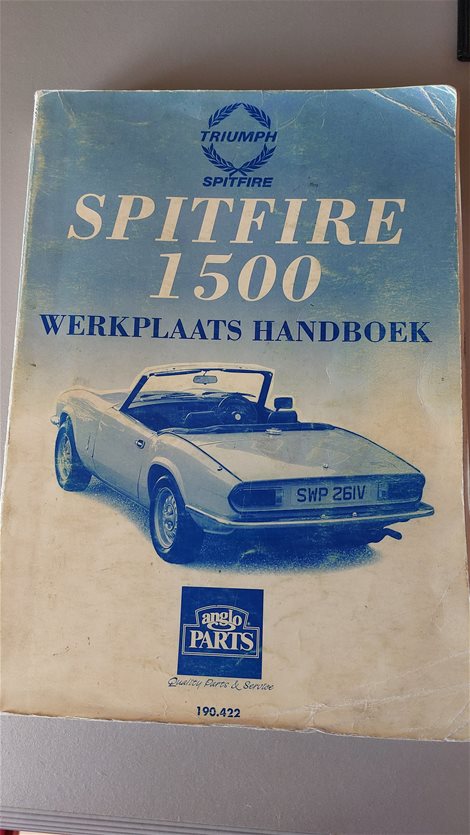 TRIUMPH
SPITFIRE
SPITFIRE
1500
WERKPLAATS HANDBOEK
SWP 261V
anglo
PARTS
Quality Parts & Service
190.422